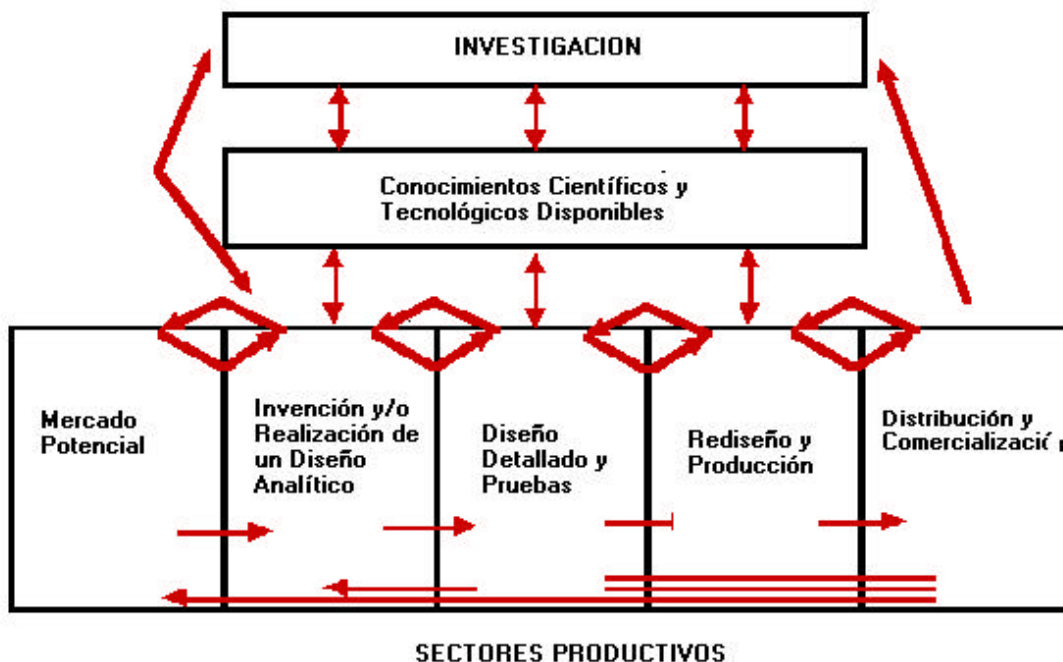 INVESTIGACION
Conocimientos Científicos y
Tecnológicos Disponibles
Mercado
Potencial
Invención y/o
Realización de
un Diseño
Analítico
Diseño
Detallado y
Pruebas
Rediseño y
Producción
Distribución y
SECTORES PRODUCTIVOS